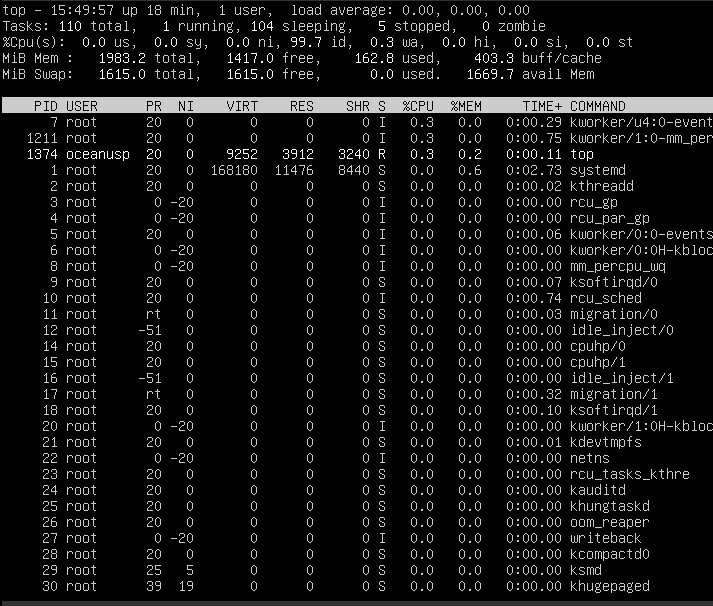 top - 15:49:57 up 18 min,  1 user,  load average: 0.00, 0.00, 0.00
Tasks: 110 total,   1 running, 104 sleeping,   5 stopped,   0 zombie
%Cpu(s):  0.0 us,  0.0 sy,  0.0 ni, 99.7 id,  0.3 wa,  0.0 hi,  0.0 si,  0.0 st
MiB Mem :   1983.2 total,   1417.0 free,    162.8 used,    403.3 buff/cache
MiB Swap:   1615.0 total,   1615.0 free,      0.0 used.   1669.7 avail Mem
PID USER      PR  NI    VIRT    RES    SHR S  %CPU  %MEM     TIME+ COMMAND
7 root      20   0       0      0      0 I   0.3   0.0   0:00.29 kworker/u4:0-event
1211 root      20   0       0      0      0 I   0.3   0.0   0:00.75 kworker/1:0-mm_per
1374 oceanusp  20   0    9252   3912   3240 R   0.3   0.2   0:00.11 top
1 root      20   0  168180  11476   8440 S   0.0   0.6   0:02.73 systemd
2 root      20   0       0      0      0 S   0.0   0.0   0:00.02 kthreadd
3 root       0 -20       0      0      0 I   0.0   0.0   0:00.00 rcu_gp
4 root       0 -20       0      0      0 I   0.0   0.0   0:00.00 rcu_par_gp
5 root      20   0       0      0      0 I   0.0   0.0   0:00.06 kworker/0:0-events
6 root       0 -20       0      0      0 I   0.0   0.0   0:00.00 kworker/0:0H-kbloc
8 root       0 -20       0      0      0 I   0.0   0.0   0:00.00 mm_percpu_wq
9 root      20   0       0      0      0 S   0.0   0.0   0:00.07 ksoftirqd/0
10 root      20   0       0      0      0 I   0.0   0.0   0:00.74 rcu_sched
11 root      rt   0       0      0      0 S   0.0   0.0   0:00.03 migration/0
12 root     -51   0       0      0      0 S   0.0   0.0   0:00.00 idle_inject/0
14 root      20   0       0      0      0 S   0.0   0.0   0:00.00 cpuhp/0
15 root      20   0       0      0      0 S   0.0   0.0   0:00.00 cpuhp/1
16 root     -51   0       0      0      0 S   0.0   0.0   0:00.00 idle_inject/1
17 root      rt   0       0      0      0 S   0.0   0.0   0:00.32 migration/1
18 root      20   0       0      0      0 S   0.0   0.0   0:00.10 ksoftirqd/1
20 root       0 -20       0      0      0 I   0.0   0.0   0:00.00 kworker/1:0H-kbloc
21 root      20   0       0      0      0 S   0.0   0.0   0:00.01 kdevtmpfs
22 root       0 -20       0      0      0 I   0.0   0.0   0:00.00 netns
23 root      20   0       0      0      0 S   0.0   0.0   0:00.00 rcu_tasks_kthre
24 root      20   0       0      0      0 S   0.0   0.0   0:00.00 kauditd
25 root      20   0       0      0      0 S   0.0   0.0   0:00.00 khungtaskd
26 root      20   0       0      0      0 S   0.0   0.0   0:00.00 oom_reaper
27 root       0 -20       0      0      0 I   0.0   0.0   0:00.00 writeback
28 root      20   0       0      0      0 S   0.0   0.0   0:00.00 kcompactd0
29 root      25   5       0      0      0 S   0.0   0.0   0:00.00 ksmd
30 root      39  19       0      0      0 S   0.0   0.0   0:00.00 khugepaged